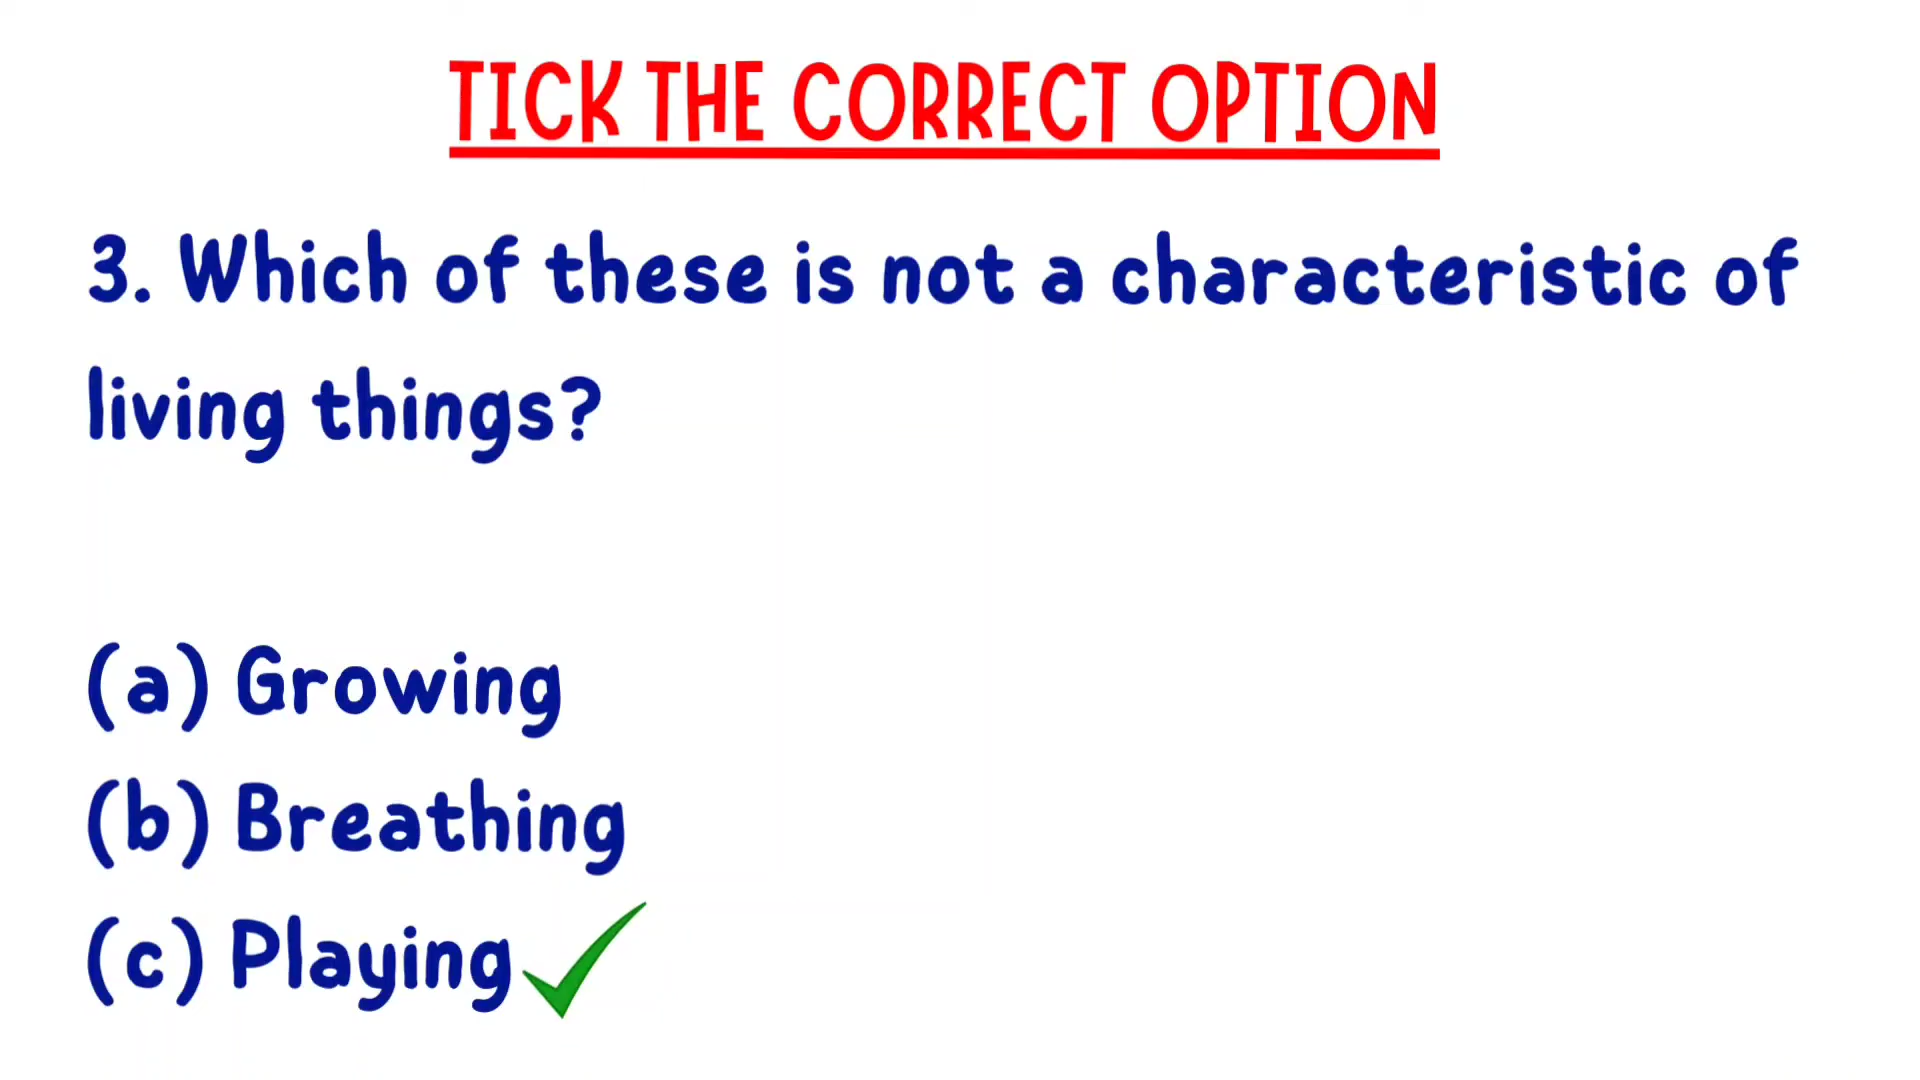 TICK THE CORRECT OPTION
3. Which of these is not a characteristic of
living things?
(a) Growing
(b) Breathing
(c) Playing